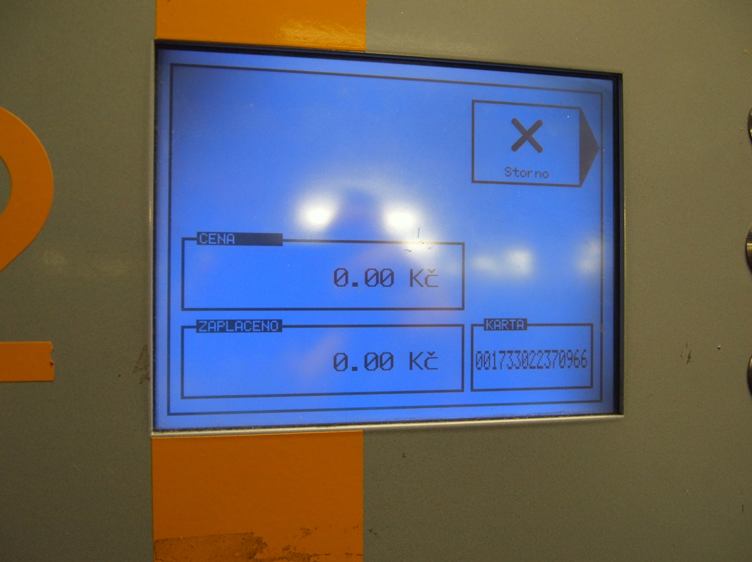 Storno
CENA
0.00 Kč
ZAPLACENO
0.00 Kč
KARTA
001733022370966